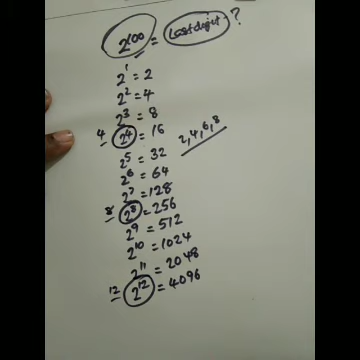 2^100 = Last digit - ?
2^1 = 2
2^2 = 4
2^3 = 8
4 2^4 = 16
2, 4, 6, 8
2^5 = 32
2^6 = 64
2^7 = 128
8 2^8 = 256
2^9 = 512
2^10 = 1024
2^11 = 2048
12 2^12 = 4096